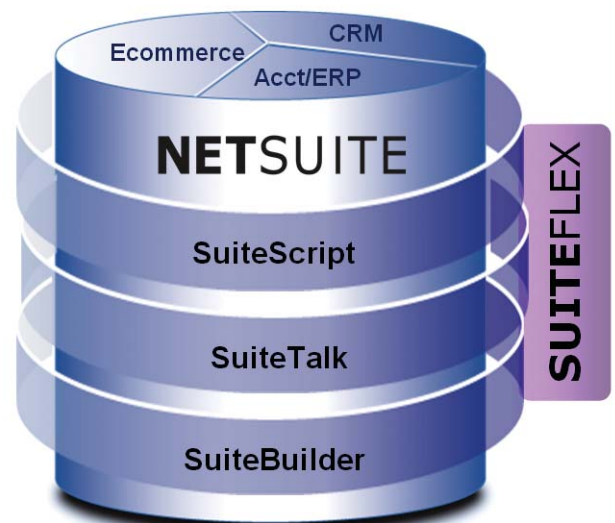 CRM
Ecommerce
Acct/ERP
NETSUITE
SUITEFLEX
SuiteScript
SuiteTalk
SuiteBuilder